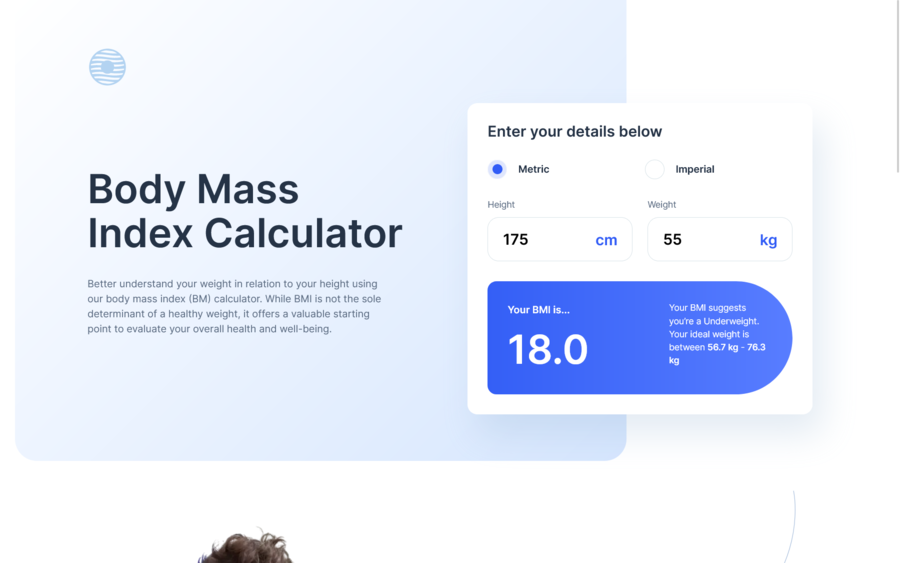 Body Mass
Index Calculator
Better understand your weight in relation to your height using
our body mass index (BM) calculator. While BMI is not the sole
determinant of a healthy weight, it offers a valuable starting
point to evaluate your overall health and well-being.
Enter your details below
Metric
Imperial
Height
Weight
175 cm
55 kg
Your BMI is...
18.0
Your BMI suggests
you're a Underweight.
Your ideal weight is
between 56.7 kg - 76.3
kg